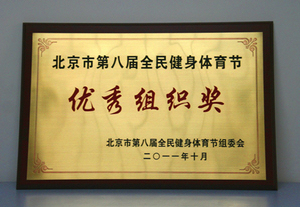 北京市第八届全民健身体育节
优秀组织奖
北京市第八届全民健身体育节组委会
二〇一一年十月